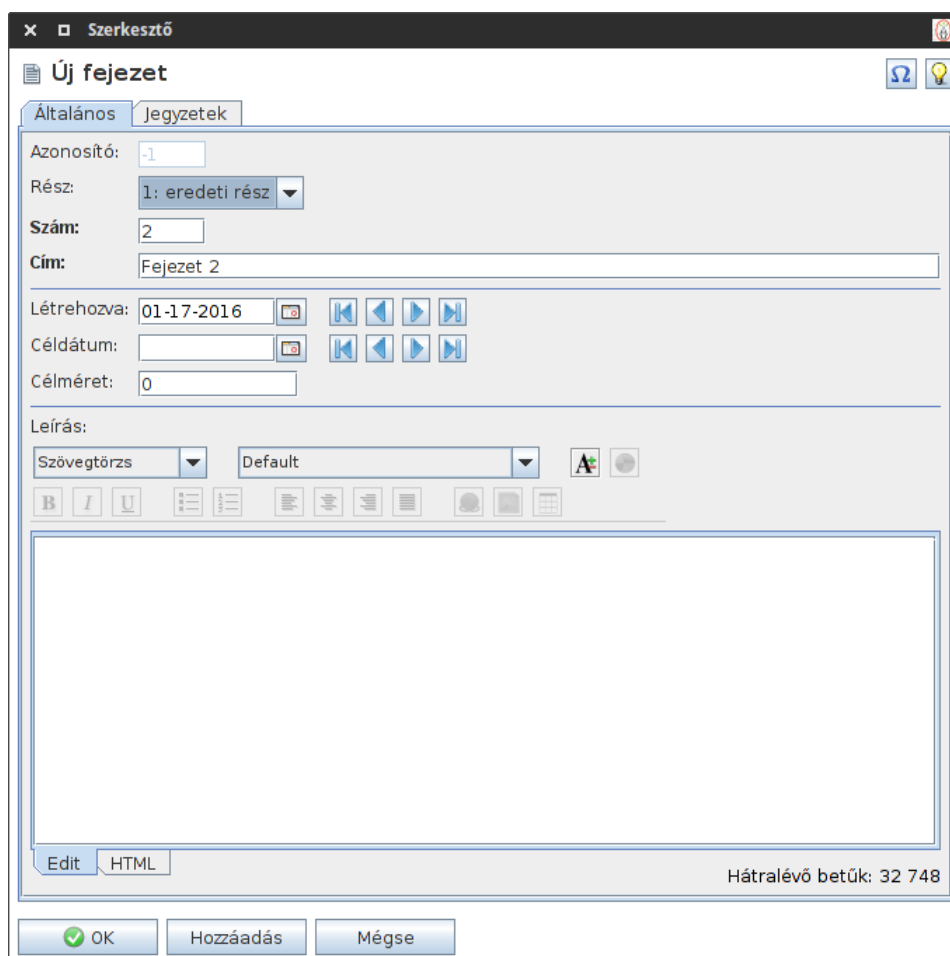 Szerkesztő
Új fejezet
Ω
Általános Jegyzetek
Azonosító: -1
Rész: 1: eredeti rész
Szám: 2
Cím: Fejezet 2
Létrehozva: 01-17-2016
Céldátum:
Célméret: 0
Leírás:
Szövegtörzs Default A
B I U
Edit HTML
Hátralévő betűk: 32 748
OK Hozzáadás Mégse